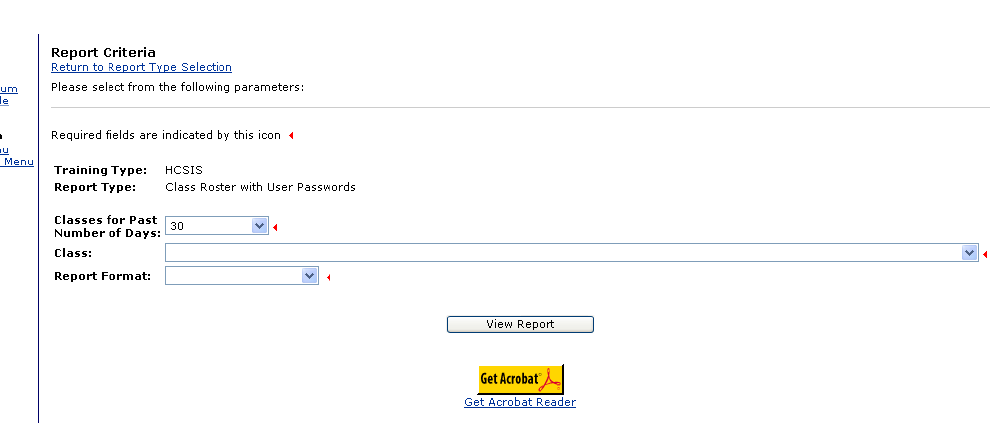 Report Criteria
Return to Report Type Selection
Please select from the following parameters:
Required fields are indicated by this icon
Training Type: HCSIS
Report Type: Class Roster with User Passwords
Classes for Past
Number of Days: 30
Class:
Report Format:
View Report
Get Acrobat
Get Acrobat Reader
Menu